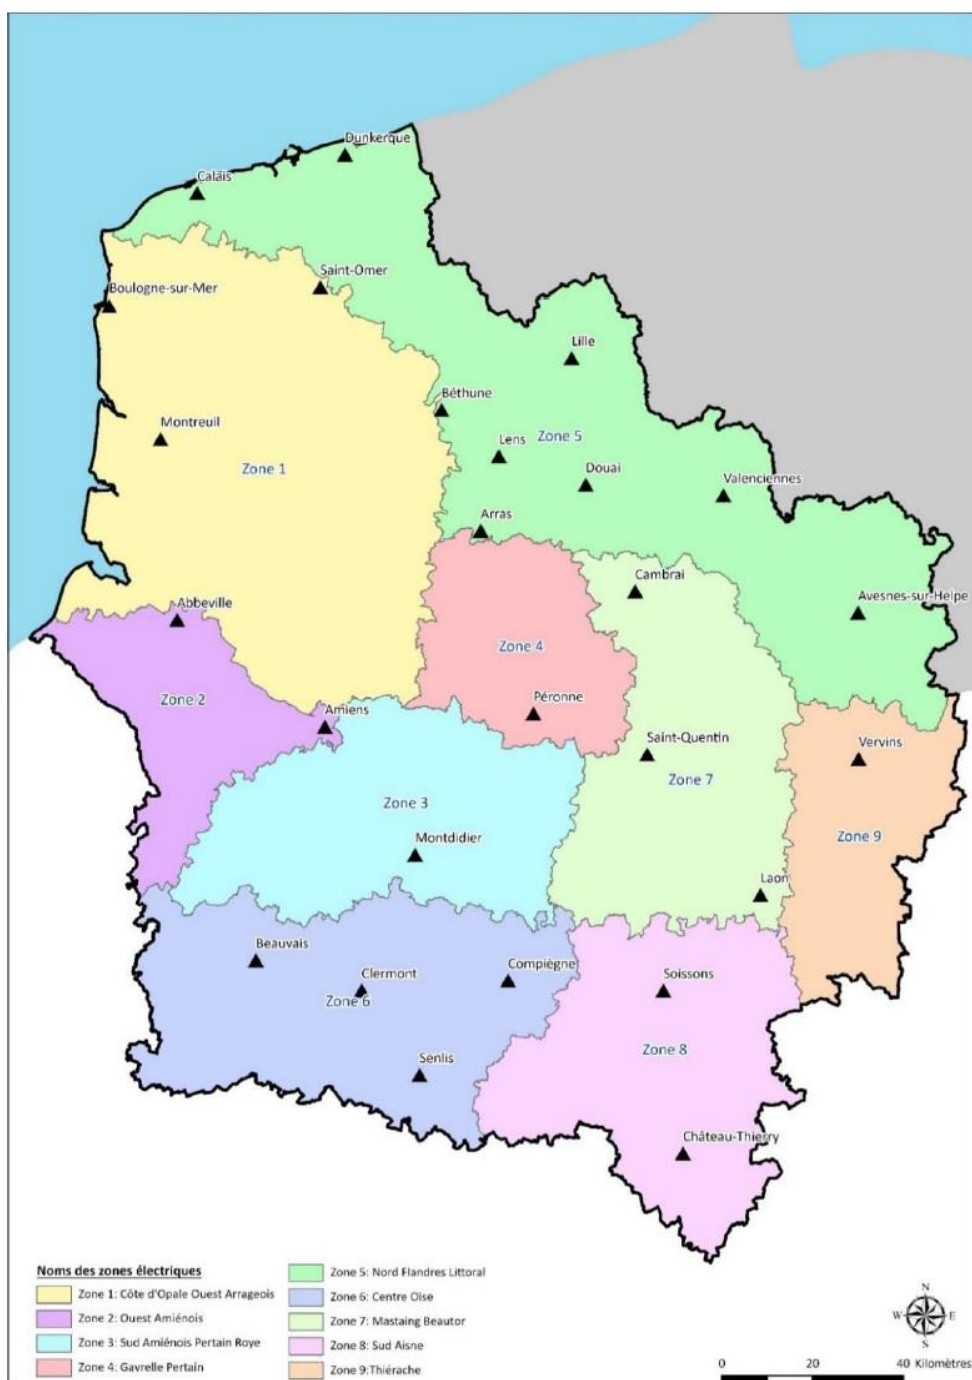 Dunkerque
Calais
Saint-Omer
Boulogne-sur-Mer
Lille
Béthune
Montreuil
Zone 5
Lens
Zone 1
Douai
Valenciennes
Arras
Cambrai
Abbeville
Avesnes-sur-Helpe
Zone 4
Zone 2
Péronne
Amiens
Saint-Quentin
Vervins
Zone 7
Zone 3
Montdidier
Zone 9
Laon
Beauvais
Clermont
Compiègne
Soissons
Zone 6
Zone 8
Senlis
Château-Thierry
Noms des zones électriques
Zone 1: Côte d'Opale Ouest Arrageois
Zone 2: Ouest Amiénois
Zone 3: Sud Amiénois Pertain Roye
Zone 4: Gavrelle Pertain
Zone 5: Nord Flandres Littoral
Zone 6: Centre Oise
Zone 7: Mastaing Beautor
Zone 8: Sud Aisne
Zone 9:Thiérache
N
W E
S
0 20 40 Kilomètres